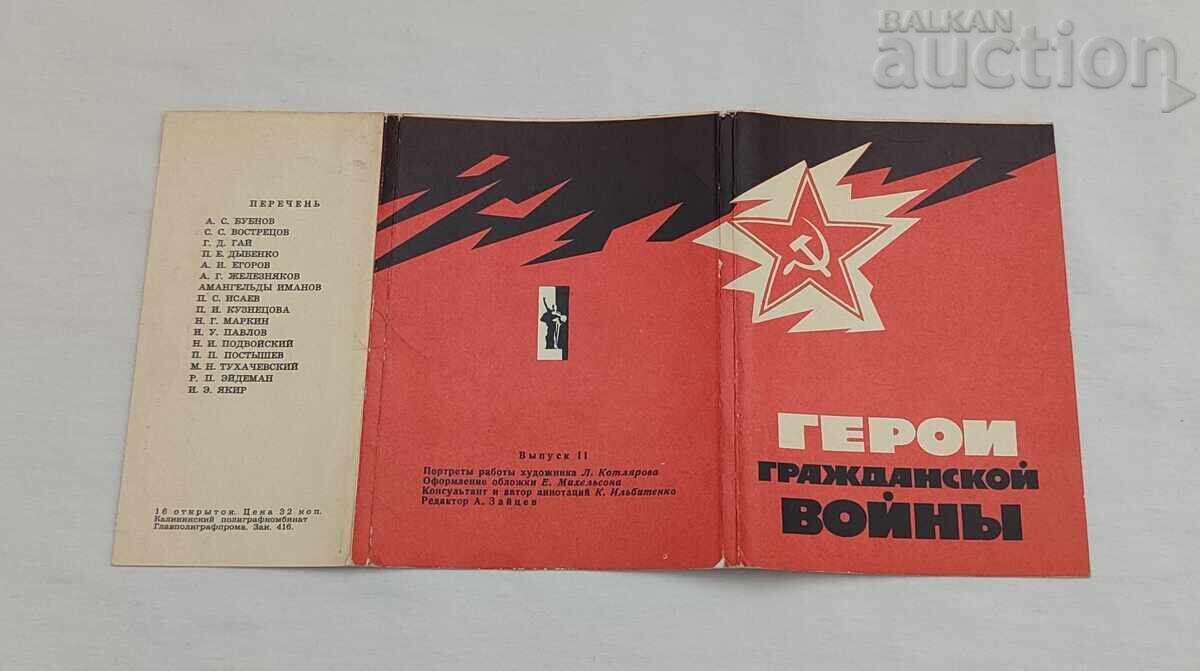 BALKAN
auction
ПЕРЕЧЕНЬ
А. С. БУБНОВ
С. С. ВОСТРЕЦОВ
Г. Д. ГАЙ
П. Е. ДЫБЕНКО
А. И. ЕГОРОВ
А. Г. ЖЕЛЕЗНЯКОВ
АМАНГЕЛЬДЫ ИМАНОВ
П. С. ИСАЕВ
П. И. КУЗНЕЦОВА
Н. Г. МАРКИН
И. У. ПАВЛОВ
Н. И. ПОДВОЙСКИЙ
П. П. ПОСТЫШЕВ
М. Н. ТУХАЧЕВСКИЙ
Р. П. ЭЙДЕМАН
И. Э. ЯКИР
16 открыток. Цена 32 коп.
Калининский полиграфкомбинат
Главполиграфпрома. Зак. 416.
Выпуск II
Портреты работы художника Л. Котлярова
Оформление обложки Е. Михельсона
Консультант и автор аннотаций К. Ильбитенко
Редактор А. Зайцев
ГЕРОИ
ГРАЖДАНСКОЙ
ВОЙНЫ